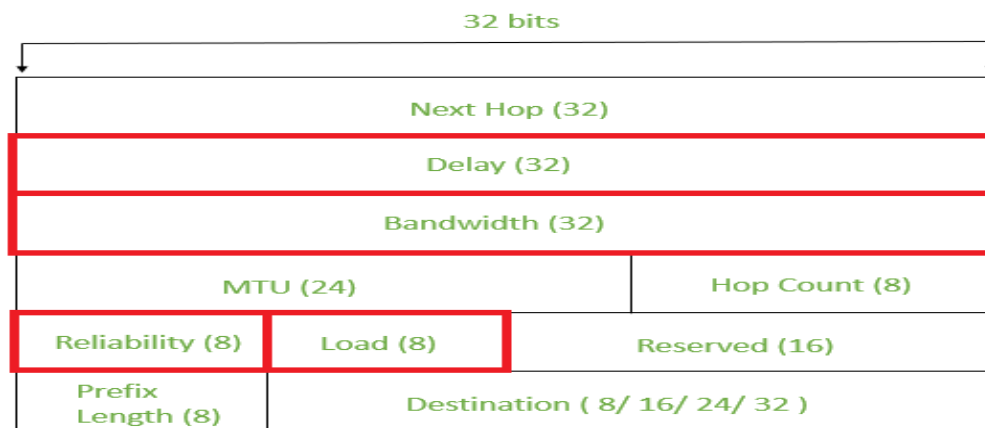 32 bits
Next Hop (32)
Delay (32)
Bandwidth (32)
MTU (24)
Hop Count (8)
Reliability (8)
Load (8)
Reserved (16)
Prefix
Length (8)
Destination ( 8/ 16/ 24/ 32 )